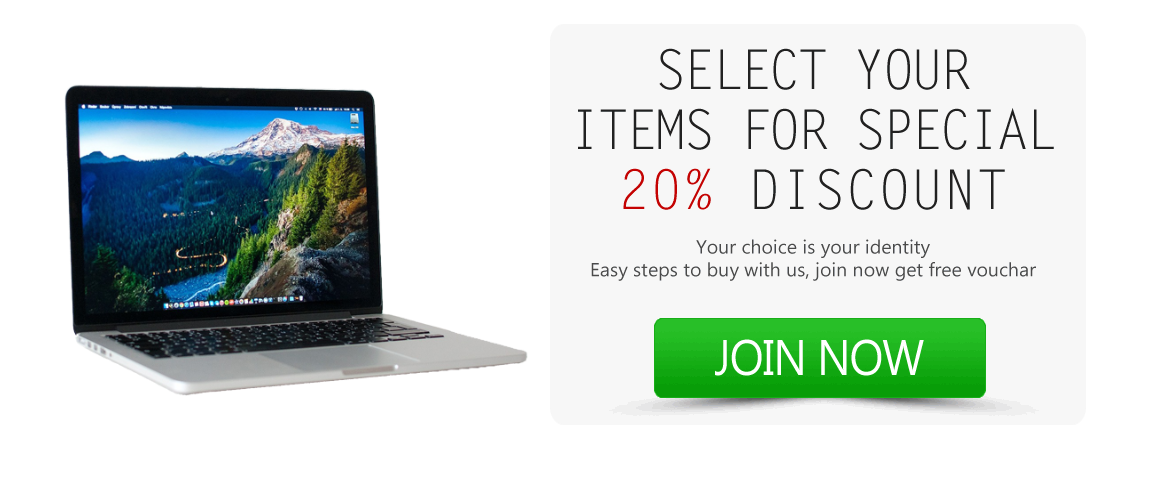 SELECT YOUR
ITEMS FOR SPECIAL
20% DISCOUNT
Your choice is your identity
Easy steps to buy with us, join now get free vouchar
JOIN NOW